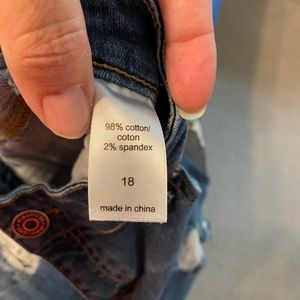 98% cotton/
coton
2% spandex
18
made in china